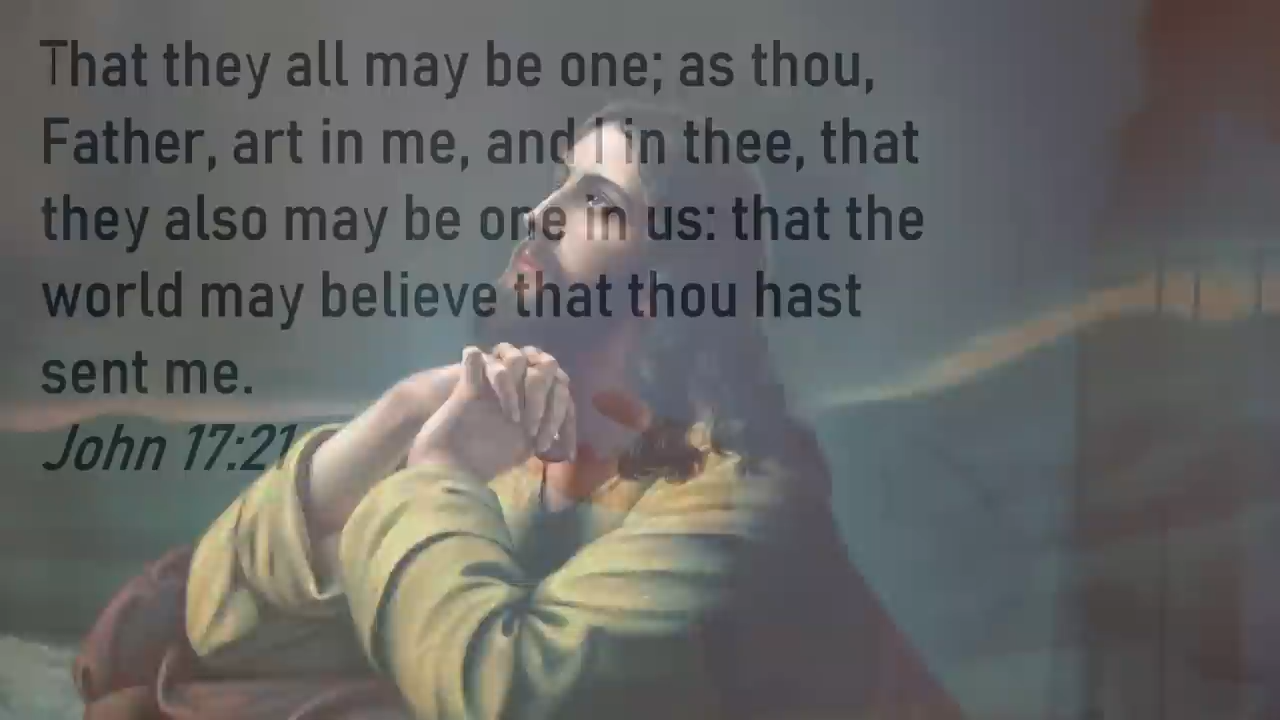 That they all may be one; as thou,
Father, art in me, and I in thee, that
they also may be one in us: that the
world may believe that thou hast
sent me.
John 17:21